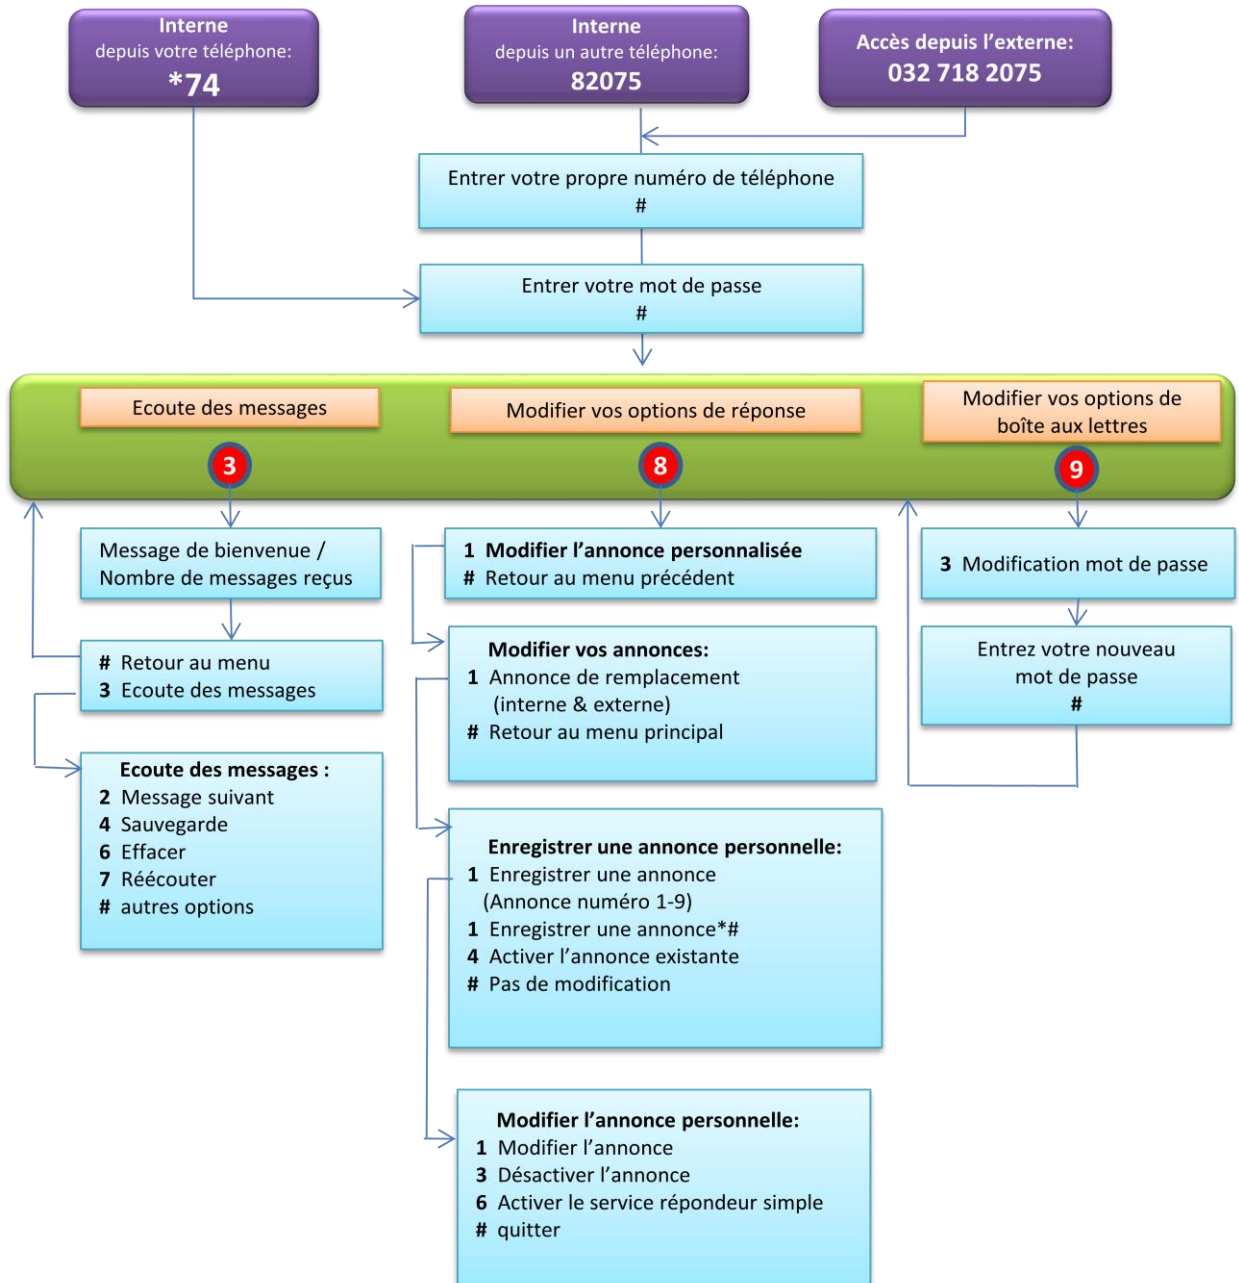 Interne
depuis votre téléphone:
*74
Interne
depuis un autre téléphone:
82075
Accès depuis l’externe:
032 718 2075
Entrer votre propre numéro de téléphone
#
Entrer votre mot de passe
#
Ecoute des messages
3
Modifier vos options de réponse
8
Modifier vos options de
boîte aux lettres
9
Message de bienvenue /
Nombre de messages reçus
# Retour au menu
3 Ecoute des messages
Ecoute des messages :
2 Message suivant
4 Sauvegarde
6 Effacer
7 Réécouter
# autres options
1 Modifier l’annonce personnalisée
# Retour au menu précédent
Modifier vos annonces:
1 Annonce de remplacement
(interne & externe)
# Retour au menu principal
Enregistrer une annonce personnelle:
1 Enregistrer une annonce
(Annonce numéro 1-9)
1 Enregistrer une annonce*#
4 Activer l’annonce existante
# Pas de modification
Modifier l’annonce personnelle:
1 Modifier l’annonce
3 Désactiver l’annonce
6 Activer le service répondeur simple
# quitter
3 Modification mot de passe
Entrez votre nouveau
mot de passe
#